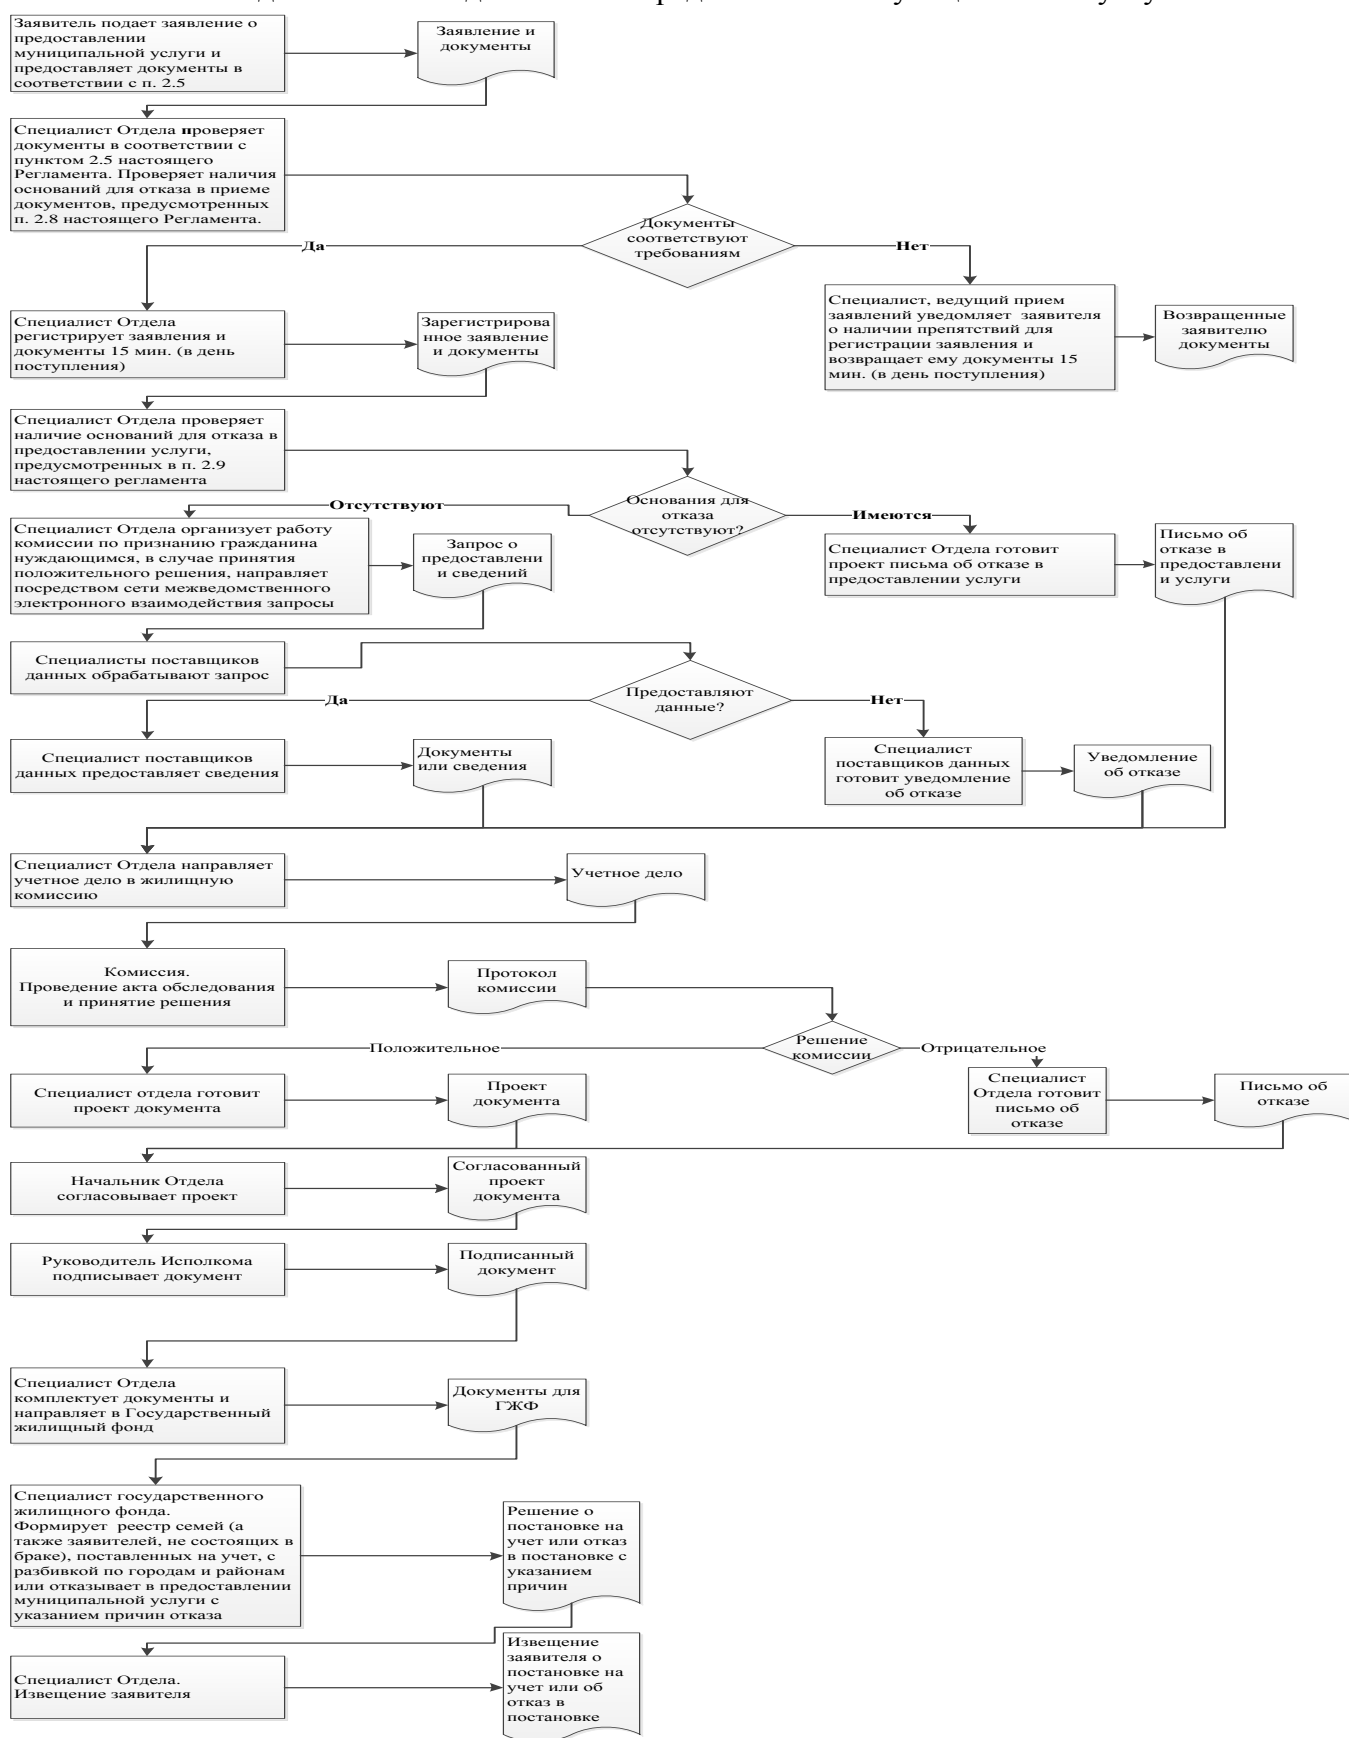 Заявитель подает заявление о
предоставлении
муниципальной услуги и
предоставляет документы в
соответствии с п. 2.5
Заявление и
документы
Специалист Отдела проверяет
документы в соответствии с
пунктом 2.5 настоящего
Регламента. Проверяет наличия
оснований для отказа в приеме
документов, предусмотренных
п. 2.8 настоящего Регламента.
Документы
соответствуют
требованиям
Да
Нет
Специалист Отдела
регистрирует заявления и
документы 15 мин. (в день
поступления)
Зарегистрирова
нное заявление
и документы
Специалист, ведущий прием
заявлений уведомляет заявителя
о наличии препятствий для
регистрации заявления и
возвращает ему документы 15
мин. (в день поступления)
Возвращенные
заявителю
документы
Специалист Отдела проверяет
наличие оснований для отказа в
предоставлении услуги,
предусмотренных в п. 2.9
настоящего регламента
Основания для
отказа
отсутствуют?
Отсутствуют
Имеются
Специалист Отдела организует работу
комиссии по признанию гражданина
нуждающимся, в случае принятия
положительного решения, направляет
посредством сети межведомственного
электронного взаимодействия запросы
Запрос о
предоставлени
и сведений
Специалист Отдела готовит
проект письма об отказе в
предоставлении услуги
Письмо об
отказе в
предоставлени
и услуги
Специалисты поставщиков
данных обрабатывают запрос
Предоставляют
данные?
Да
Нет
Специалист поставщиков
данных предоставляет сведения
Документы
или сведения
Специалист
поставщиков данных
готовит уведомление
об отказе
Уведомление
об отказе
Специалист Отдела направляет
учетное дело в жилищную
комиссию
Учетное дело
Комиссия.
Проведение акта обследования
и принятие решения
Протокол
комиссии
Решение
комиссии
Положительное
Отрицательное
Специалист отдела готовит
проект документа
Проект
документа
Специалист
Отдела готовит
письмо об
отказе
Письмо об
отказе
Начальник Отдела
согласовывает проект
Согласованный
проект
документа
Руководитель Исполкома
подписывает документ
Подписанный
документ
Специалист Отдела
комплектует документы и
направляет в Государственный
жилищный фонд
Документы для
ГЖФ
Специалист государственного
жилищного фонда.
Формирует реестр семей (а
также заявителей, не состоящих в
браке), поставленных на учет, с
разбивкой по городам и районам
или отказывает в предоставлении
муниципальной услуги с
указанием причин отказа
Решение о
постановке на
учет или отказ
в постановке с
указанием
причин
Специалист Отдела.
Извещение заявителя
Извещение
заявителя о
постановке на
учет или об
отказ в
постановке